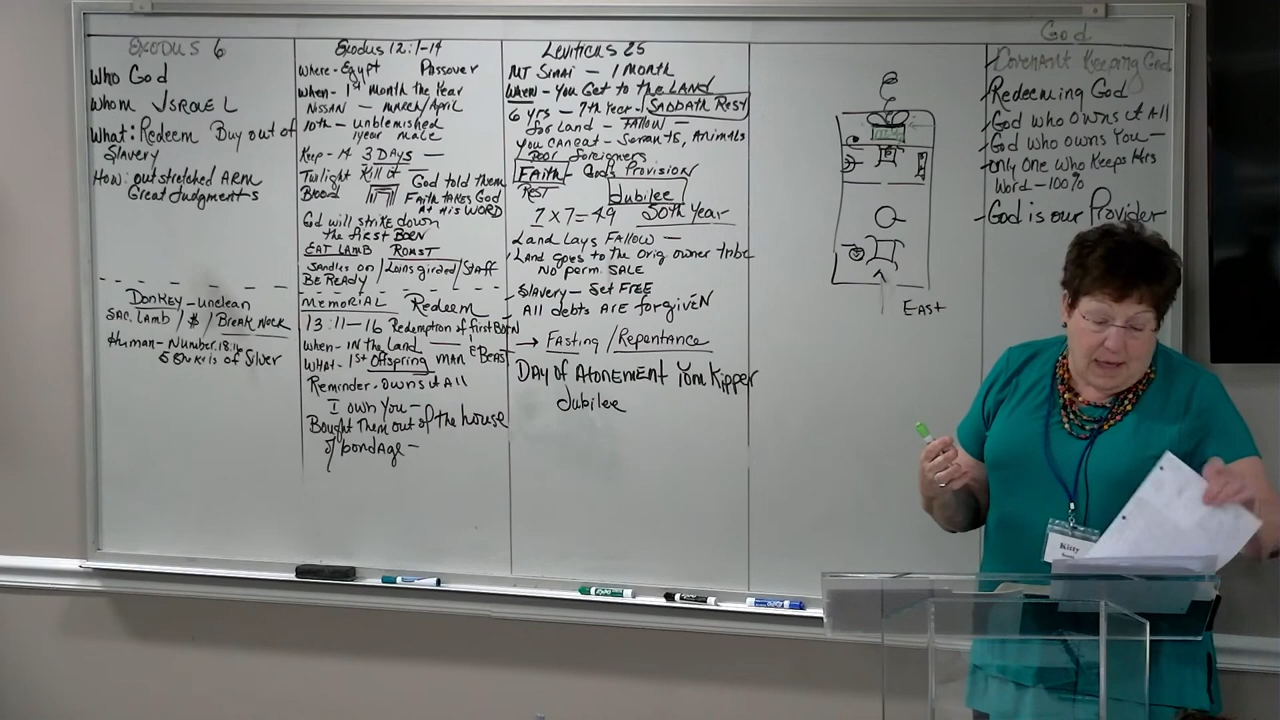 EXODUS 6
Who God
Whom ISRAEL
What: Redeem Buy out of
Slavery
How: outstretched ARM
Great Judgments
DONKEY - unclean
SAC. Lamb / $ / Break Neck
Human - Number 18:16
5 Shekels of Silver
Exodus 12:1-14
Where - Egypt Passover
When - 1st Month the Year
NISSAN - MARCH/April
10th - unblemished
1 year male
Keep - 14 3 DAYS -
Twilight Kill it
Blood God told them
FAITH TAKES GOD
AT His WORD
God will strike down
the first BORN
EAT LAMB ROAST
Sandles on / Loins girded / Staff
BE READY
MEMORIAL Redeem
13:11-16 Redemption of first BORN
When - IN the Land
WHAT - 1st Offspring MAN & BEAST
Reminder - Owns it All
I own You -
Bought Them out of the house
of bondage -
Leviticus 25
MT SINAI - 1 MONTH
When - You Get to the LAND
6 yrs - 7th Year - SABBATH REST
for Land - FALLOW -
You can eat - Servants, Animals
Poor foreigners
FAITH - God's Provision
Rest
Jubilee
7 x 7 = 49 50th Year
Land Lays Fallow -
Land goes to the orig owner tribe
No perm. SALE
Slavery - Set FREE
All debts ARE forgiven
→ Fasting / Repentance
DAY of Atonement Yom Kipper
Jubilee
East
God
Covenant Keeping God
Redeeming God
God who owns it All
God who owns You -
only One who Keeps His
Word - 100%
God is our Provider
Kitty